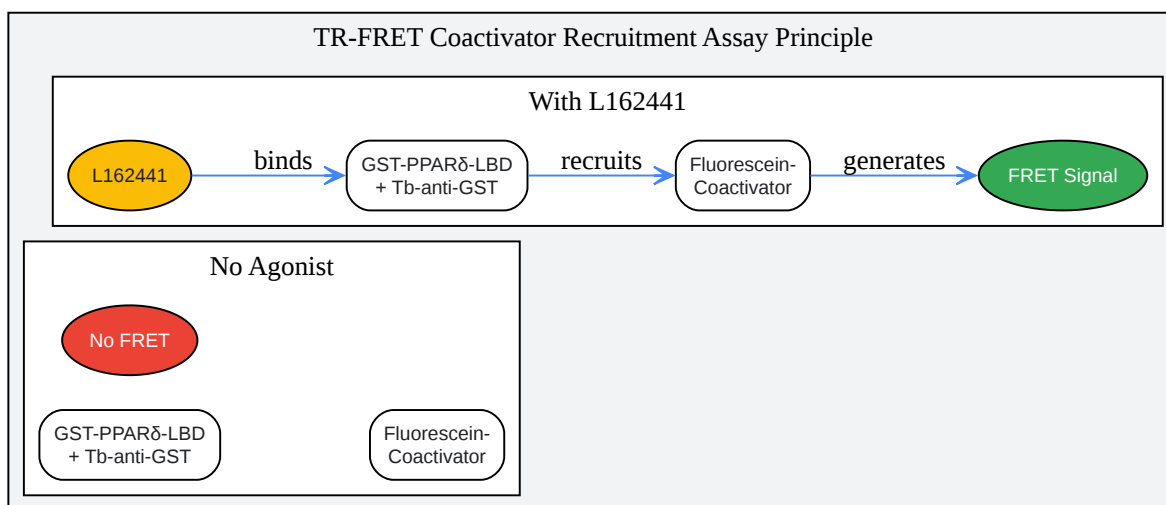 TR-FRET Coactivator Recruitment Assay Principle
With L162441
L162441
binds
GST-PPARδ-LBD
+ Tb-anti-GST
recruits
Fluorescein-
Coactivator
generates
FRET Signal
No Agonist
No FRET
GST-PPARδ-LBD
+ Tb-anti-GST
Fluorescein-
Coactivator